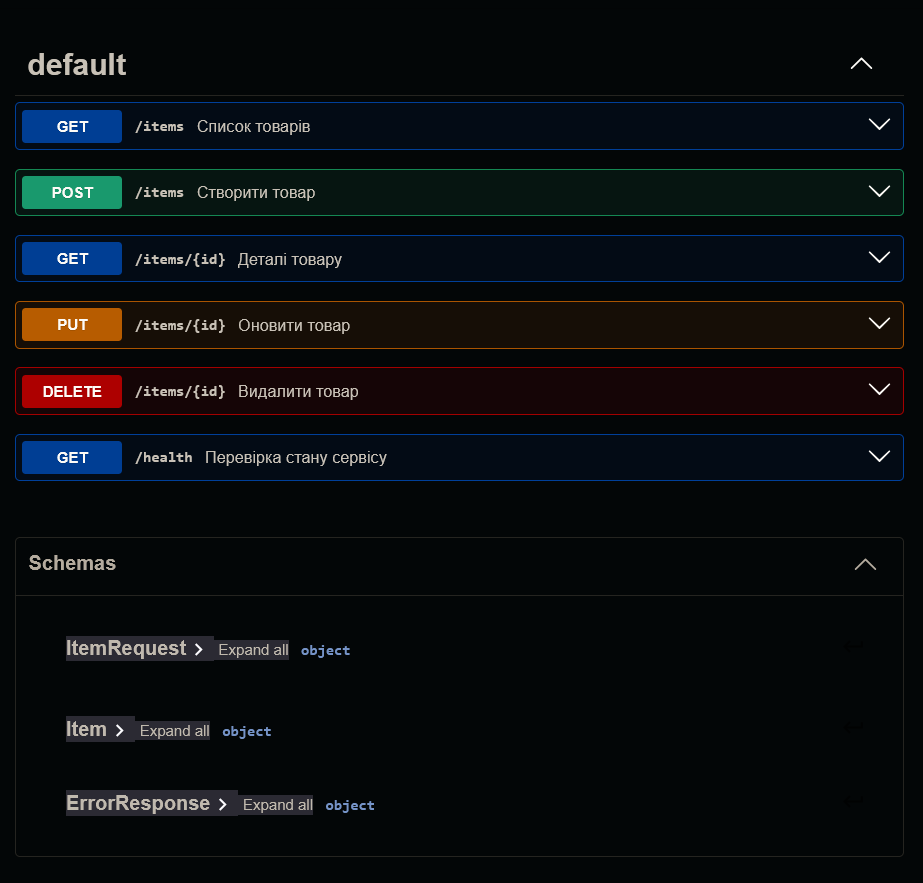 default
GET /items Список товарів
POST /items Створити товар
GET /items/{id} Деталі товару
PUT /items/{id} Оновити товар
DELETE /items/{id} Видалити товар
GET /health Перевірка стану сервісу
Schemas
ItemRequest Expand all object
Item Expand all object
ErrorResponse Expand all object